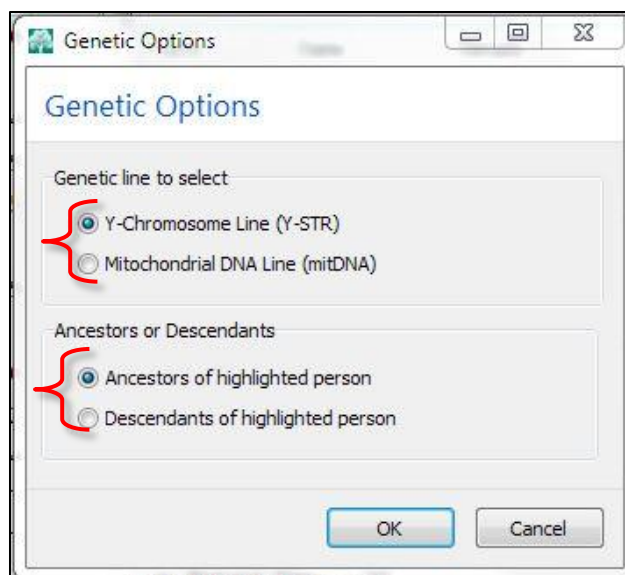 Genetic Options
Genetic Options
Genetic line to select
Y-Chromosome Line (Y-STR)
Mitochondrial DNA Line (mitDNA)
Ancestors or Descendants
Ancestors of highlighted person
Descendants of highlighted person
OK Cancel